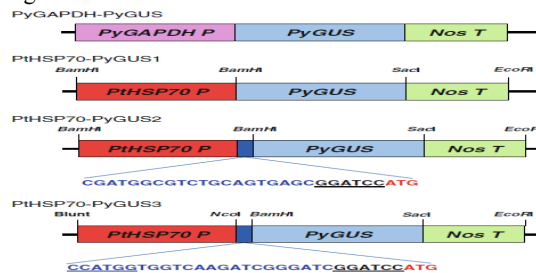 PyGAPDH-PyGUS
PyGAPDH P PyGUS Nos T
PtHSP70-PyGUS1
BamHI BamHI SacI EcoRI
PtHSP70 P PyGUS Nos T
PtHSP70-PyGUS2
BamHI BamHI SacI EcoRI
PtHSP70 P PyGUS Nos T
CGATGGCGTCTGCAGTGAGCGGATCCATG
PtHSP70-PyGUS3
Blunt NcoI BamHI SacI EcoRI
PtHSP70 P PyGUS Nos T
CCATGGTGGTCAAGATCGGGATCGGATCCATG